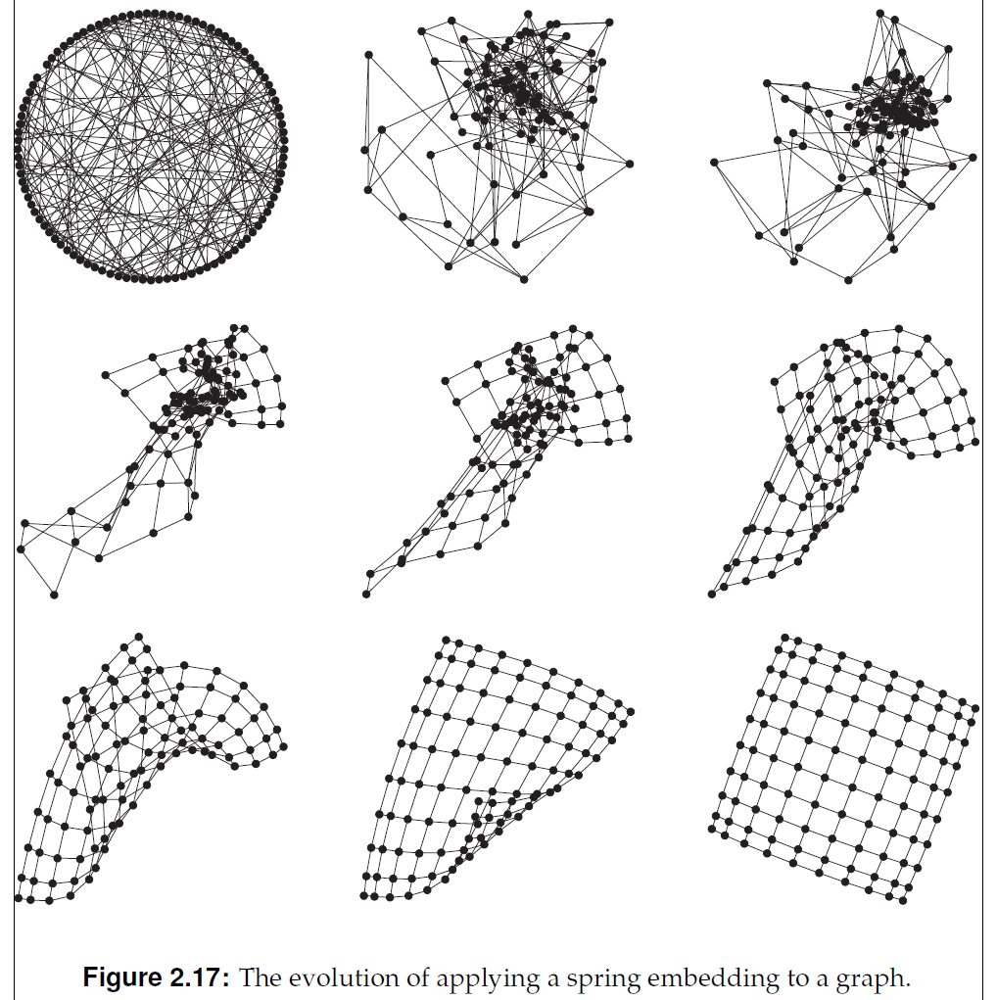 Figure 2.17: The evolution of applying a spring embedding to a graph.